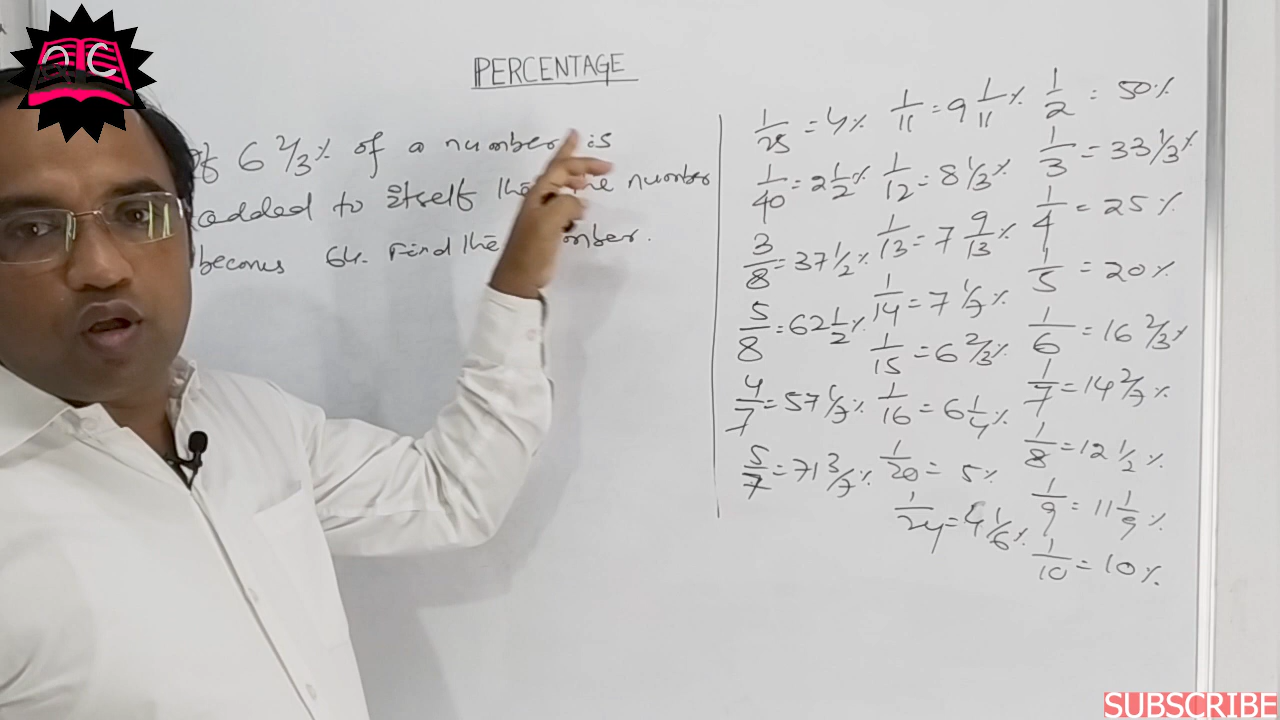 QC
PERCENTAGE
If 6 2/3% of a number is
added to itself the number
becomes 64. Find the number.
1/25 = 4%
1/40 = 2 1/2%
3/8 = 37 1/2%
5/8 = 62 1/2%
4/7 = 57 1/7%
5/7 = 71 3/7%
1/11 = 9 1/11%
1/12 = 8 1/3%
1/13 = 7 9/13%
1/14 = 7 1/7%
1/15 = 6 2/3%
1/16 = 6 1/4%
1/20 = 5%
1/24 = 4 1/6%
1/2 = 50%
1/3 = 33 1/3%
1/4 = 25%
1/5 = 20%
1/6 = 16 2/3%
1/7 = 14 2/7%
1/8 = 12 1/2%
1/9 = 11 1/9%
1/10 = 10%
SUBSCRIBE